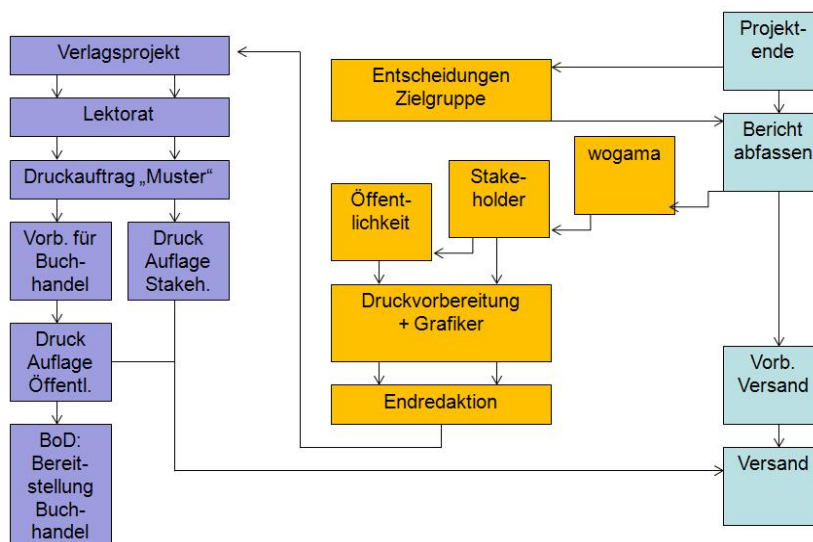 Verlagsprojekt
Lektorat
Druckauftrag „Muster“
Vorb. für
Buch-
handel
Druck
Auflage
Stakeh.
Druck
Auflage
Öffentl.
BoD:
Bereit-
stellung
Buch-
handel
Entscheidungen
Zielgruppe
wogama
Stake-
holder
Öffent-
lichkeit
Druckvorbereitung
+ Grafiker
Endredaktion
Projekt-
ende
Bericht
abfassen
Vorb.
Versand
Versand